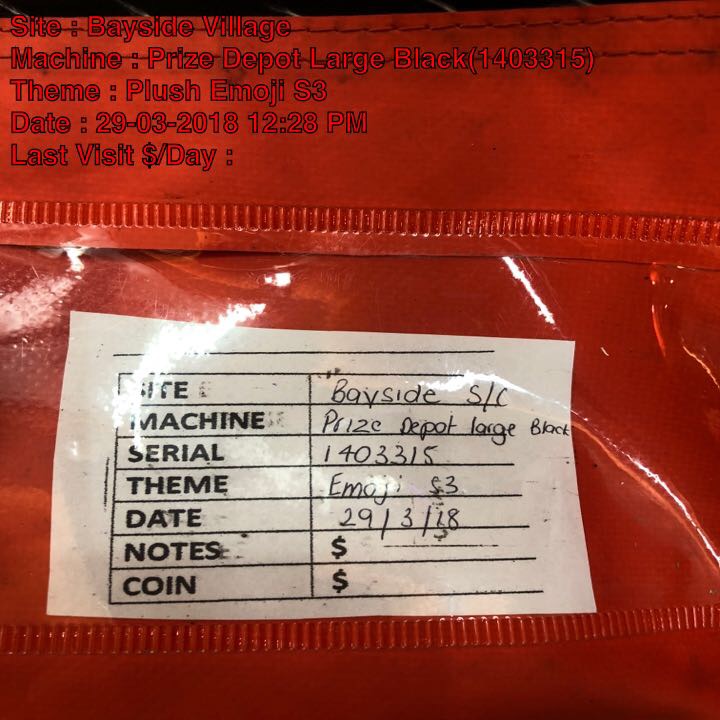 Site : Bayside Village
Machine : Prize Depot Large Black(1403315)
Theme : Plush Emoji S3
Date : 29-03-2018 12:28 PM
Last Visit $/Day :
SITE Bayside S/C
MACHINE Prize Depot large Black
SERIAL 1403315
THEME Emoji S3
DATE 29/3/18
NOTES $
COIN $